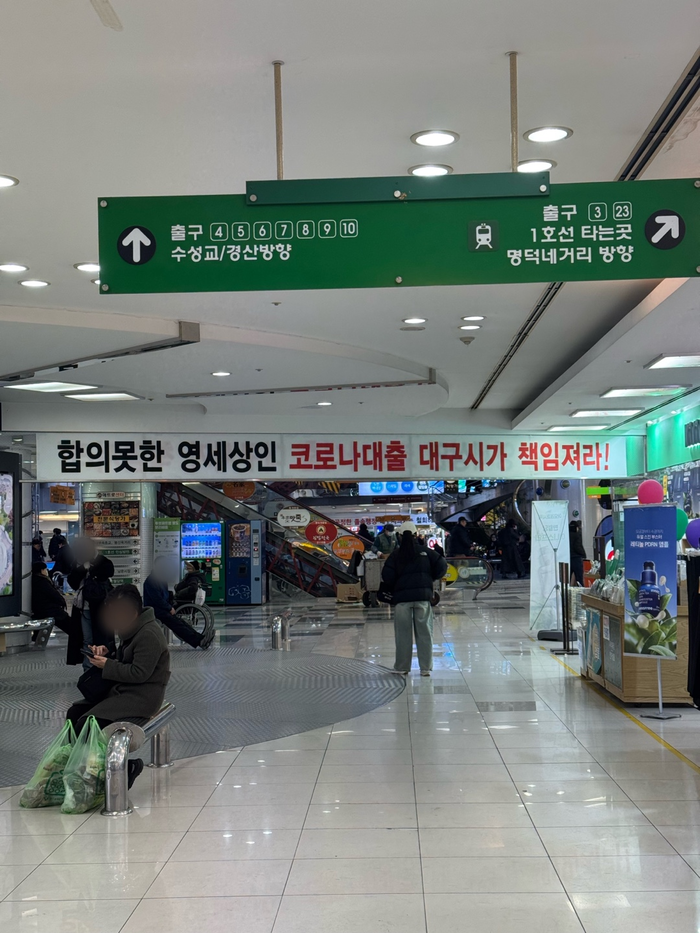 출구 4 5 6 7 8 9 10
수성교/경산방향
출구 3 23
1호선 타는곳
명덕네거리 방향
합의못한 영세상인 코로나대출 대구시가 책임져라!